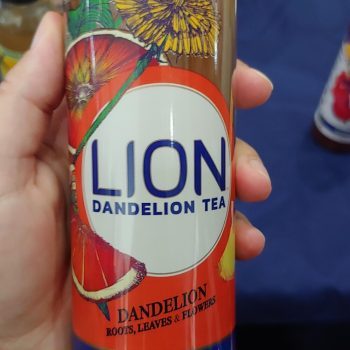 LION
DANDELION TEA
DANDELION
ROOTS, LEAVES & FLOWERS